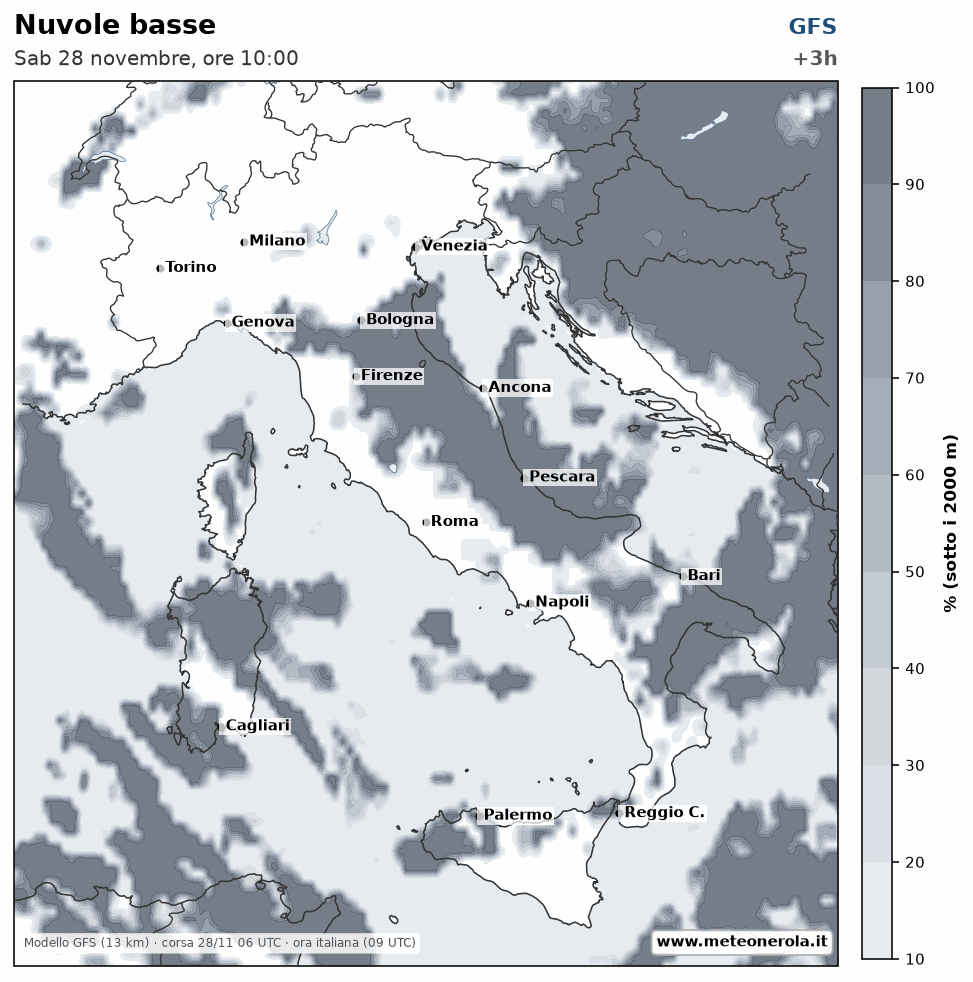 Nuvole basse
GFS
Sab 28 novembre, ore 10:00
+3h
100
90
80
70
60
50
40
30
20
10
% (sotto i 2000 m)
Milano
Venezia
Torino
Genova
Bologna
Firenze
Ancona
Pescara
Roma
Bari
Napoli
Cagliari
Palermo
Reggio C.
Modello GFS (13 km) · corsa 28/11 06 UTC · ora italiana (09 UTC)
www.meteonerola.it